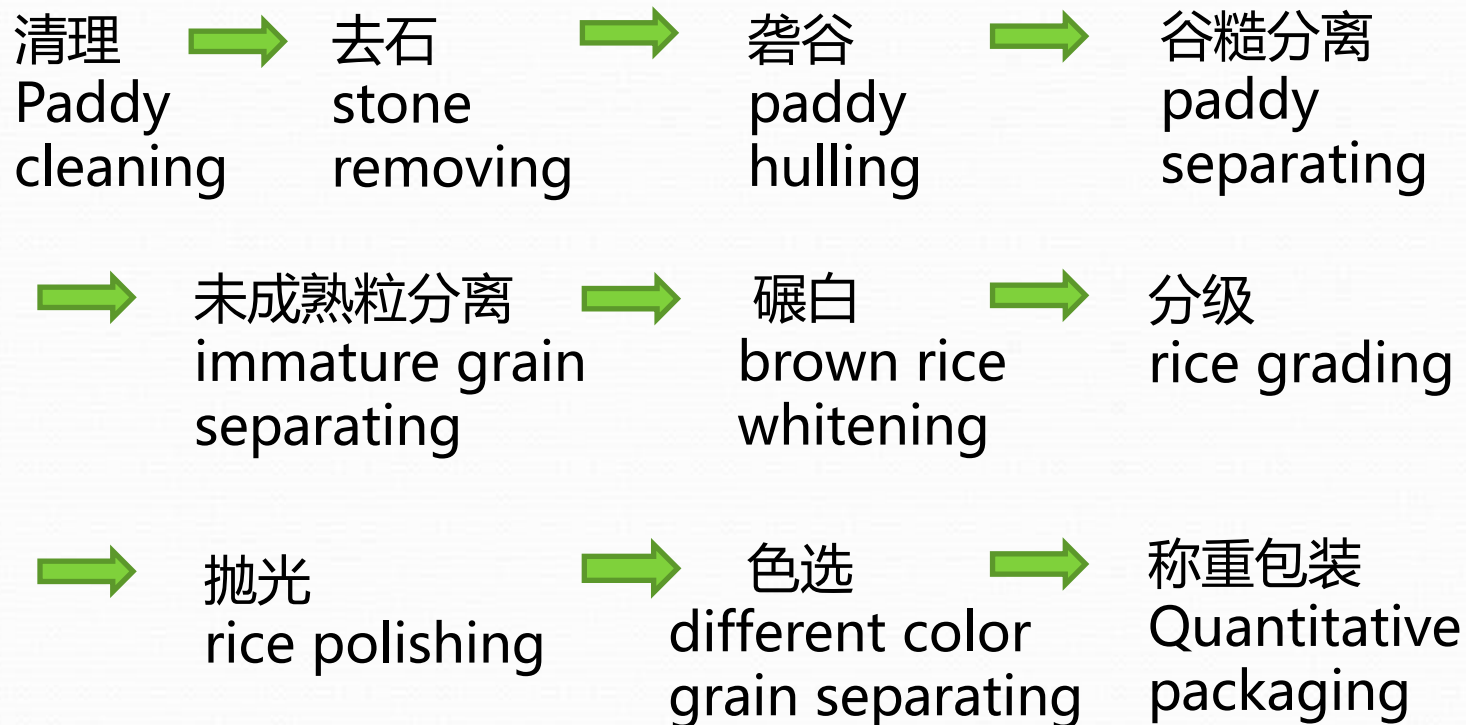 清理
Paddy
cleaning
去石
stone
removing
砻谷
paddy
hulling
谷糙分离
paddy
separating
未成熟粒分离
immature grain
separating
碾白
brown rice
whitening
分级
rice grading
抛光
rice polishing
色选
different color
grain separating
称重包装
Quantitative
packaging